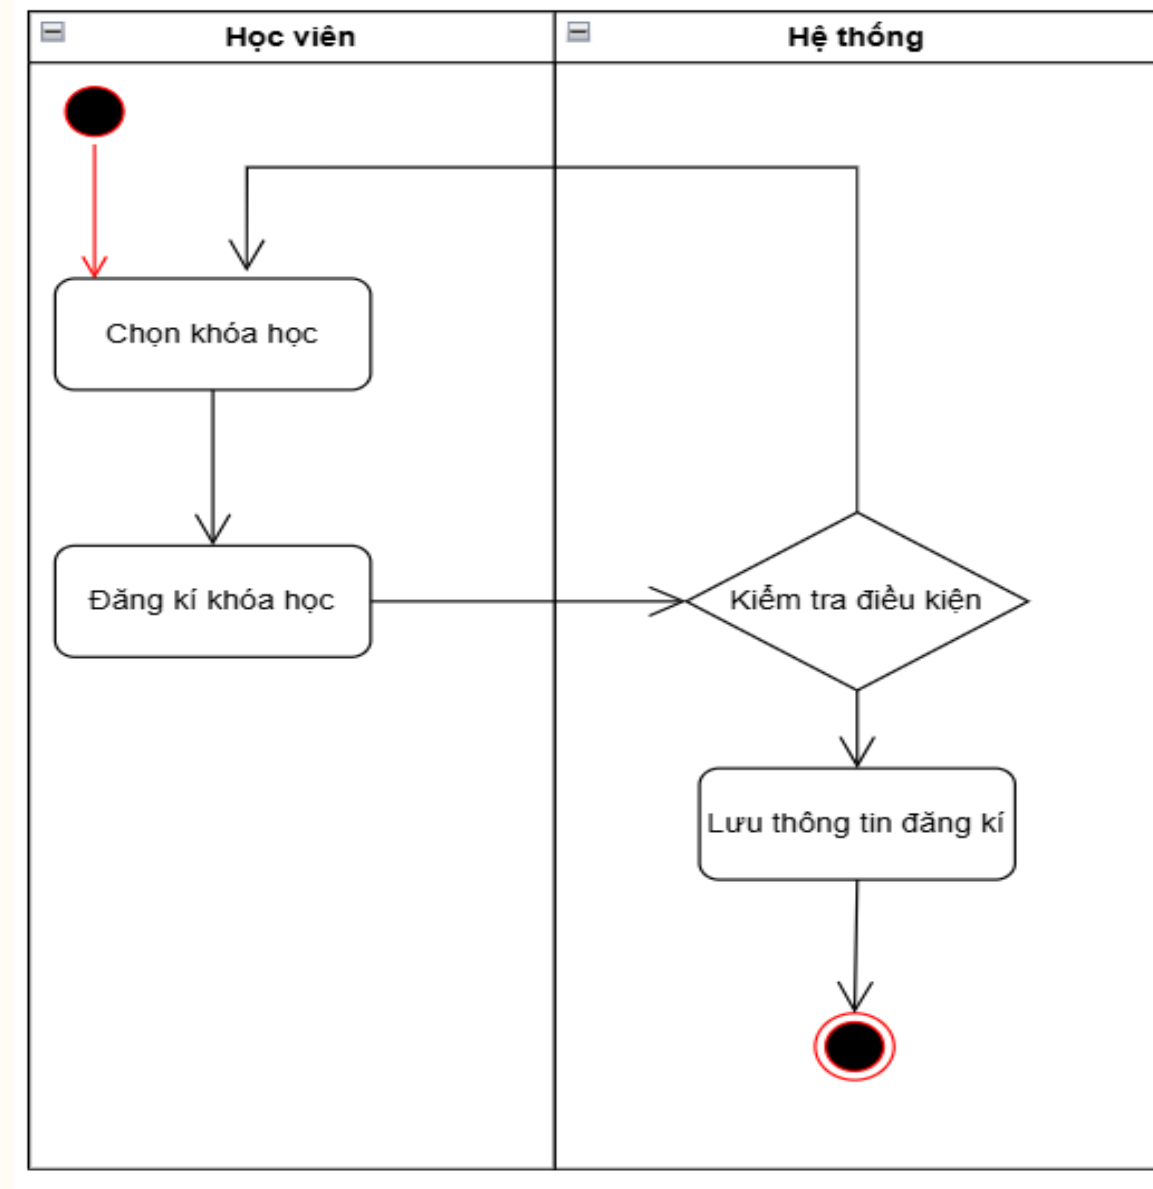 Học viên
Hệ thống
Chọn khóa học
Đăng kí khóa học
Kiểm tra điều kiện
Lưu thông tin đăng kí